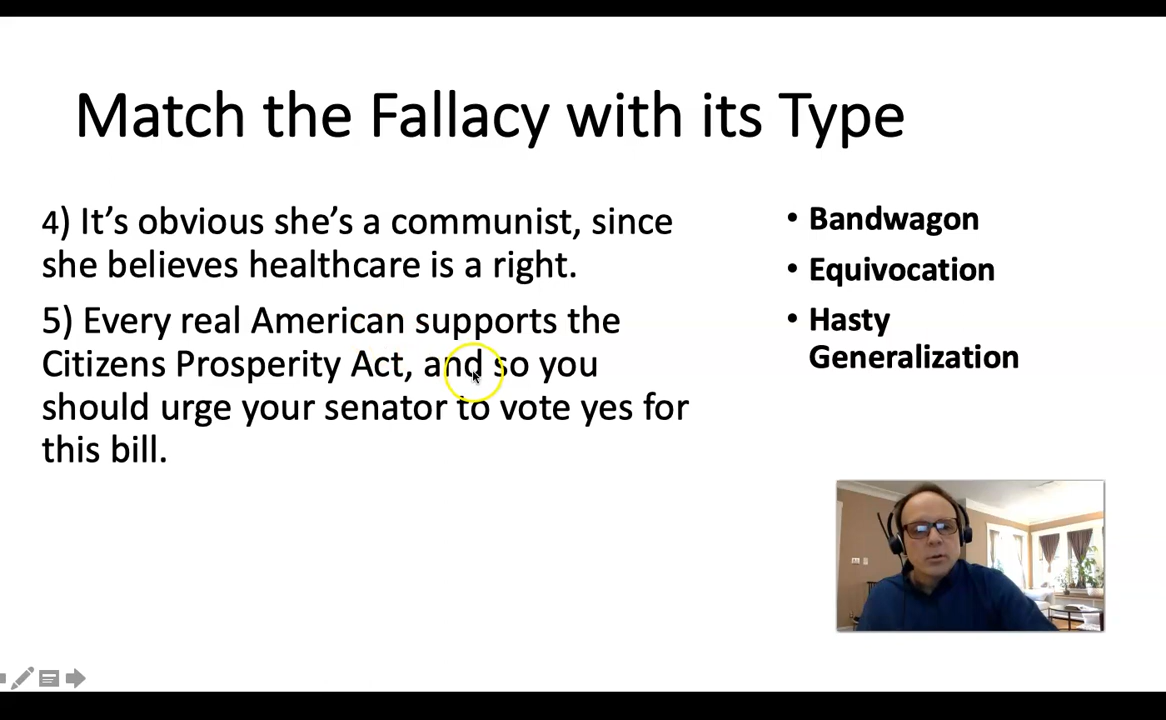 Match the Fallacy with its Type
4) It’s obvious she’s a communist, since
she believes healthcare is a right.
5) Every real American supports the
Citizens Prosperity Act, and so you
should urge your senator to vote yes for
this bill.
• Bandwagon
• Equivocation
• Hasty
Generalization